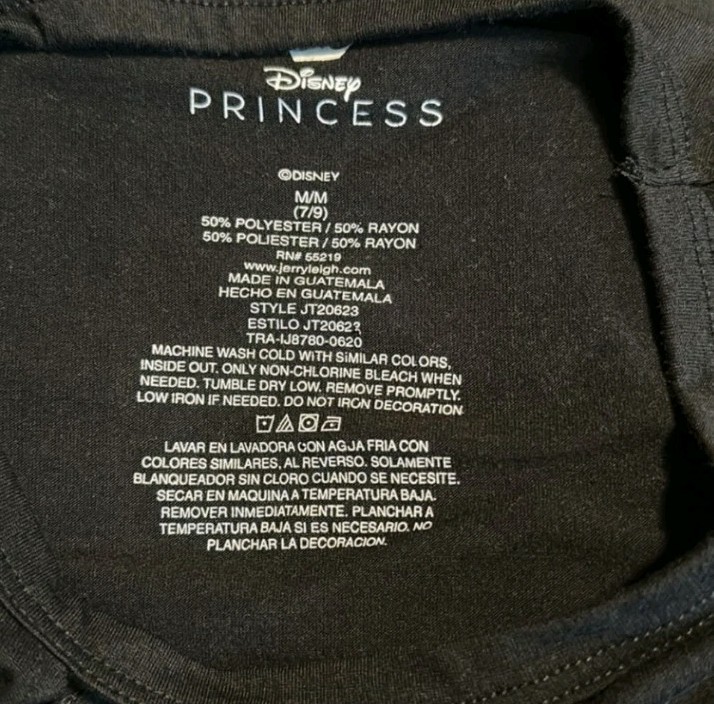 Disney
PRINCESS
©DISNEY
M/M
(7/9)
50% POLYESTER / 50% RAYON
50% POLIESTER / 50% RAYON
RN# 55219
www.jerryleigh.com
MADE IN GUATEMALA
HECHO EN GUATEMALA
STYLE JT20623
ESTILO JT20623
TRA-IJ8780-0620
MACHINE WASH COLD WITH SIMILAR COLORS,
INSIDE OUT. ONLY NON-CHLORINE BLEACH WHEN
NEEDED. TUMBLE DRY LOW. REMOVE PROMPTLY.
LOW IRON IF NEEDED. DO NOT IRON DECORATION
LAVAR EN LAVADORA CON AGUA FRIA CON
COLORES SIMILARES, AL REVERSO. SOLAMENTE
BLANQUEADOR SIN CLORO CUANDO SE NECESITE.
SECAR EN MAQUINA A TEMPERATURA BAJA.
REMOVER INMEDIATAMENTE. PLANCHAR A
TEMPERATURA BAJA SI ES NECESARIO. NO
PLANCHAR LA DECORACION.